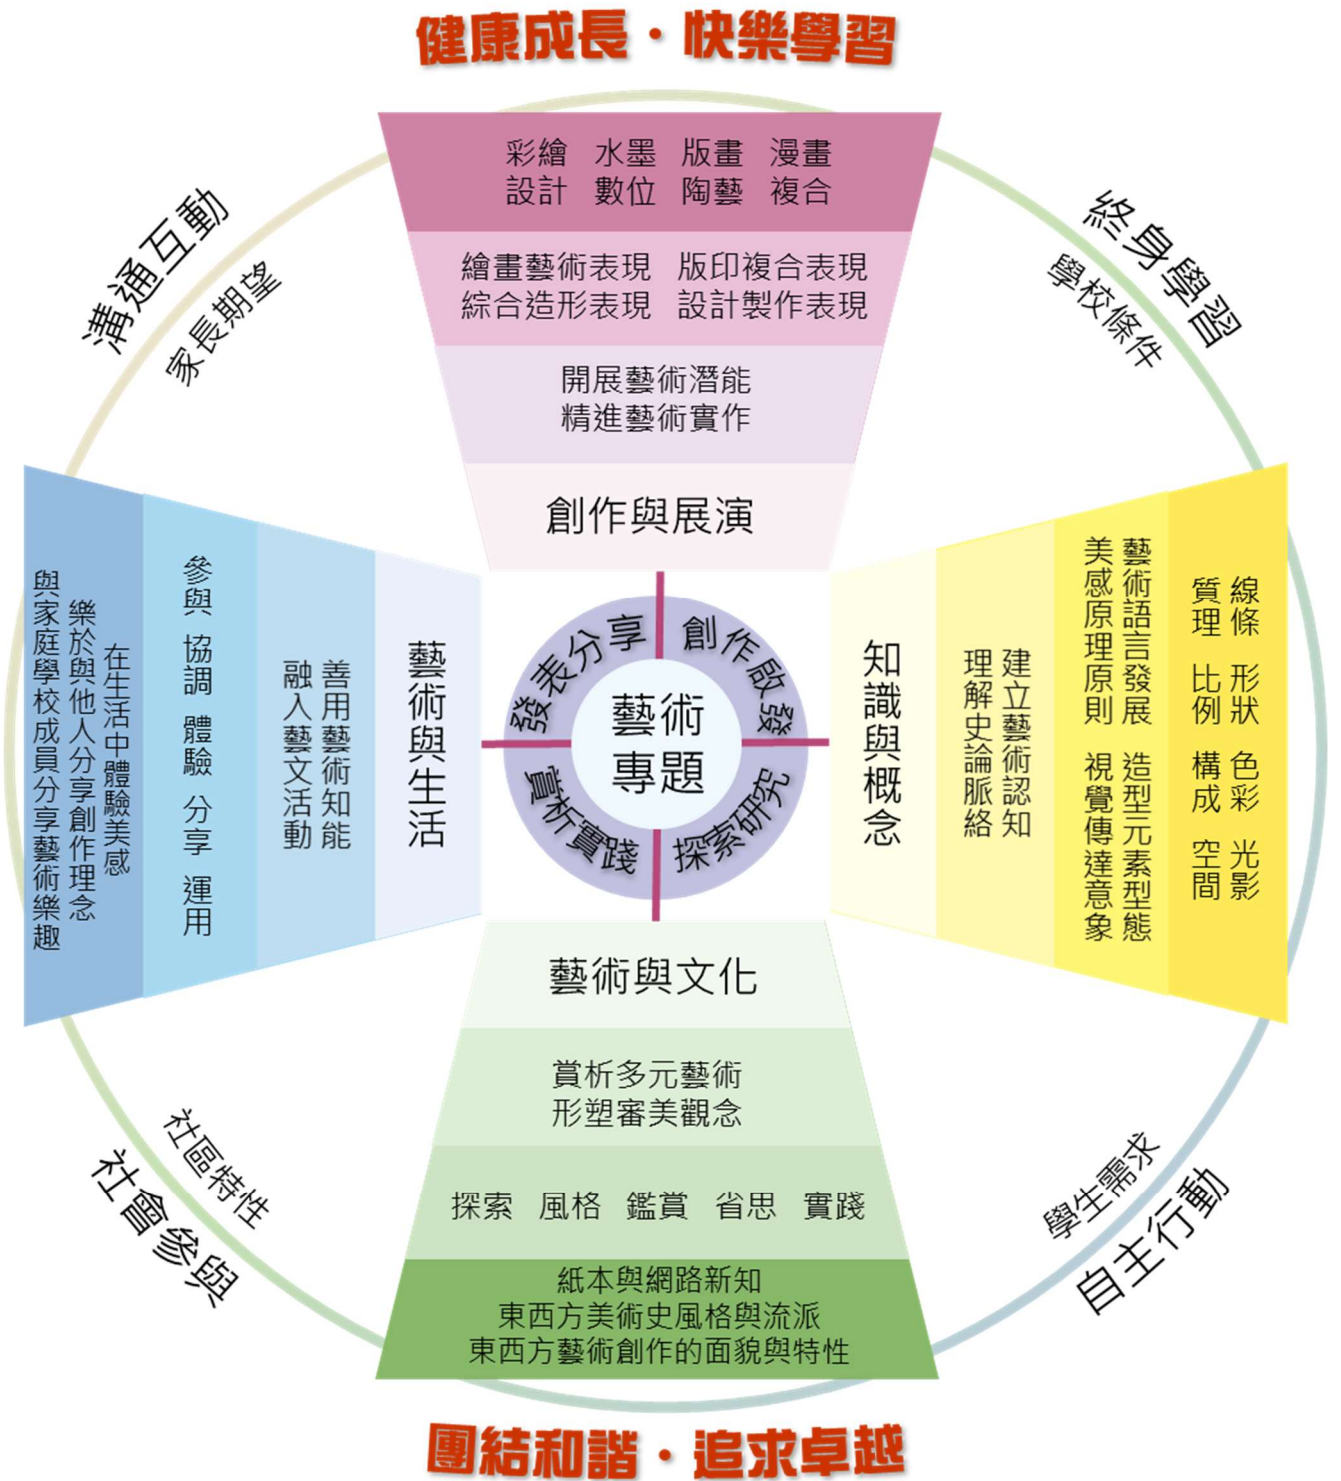 健康成長・快樂學習
彩繪 水墨 版畫 漫畫
設計 數位 陶藝 複合
繪畫藝術表現 版印複合表現
綜合造形表現 設計製作表現
開展藝術潛能
精進藝術實作
創作與展演
溝通互動
家長期望
終身學習
學校條件
線條 形狀 色彩 光影
質理 比例 構成 空間
藝術語言發展 造型元素型態
美感原理原則 視覺傳達意象
建立藝術認知
理解史論脈絡
知識與概念
發表分享
創作啟發
藝術
專題
賞析實踐
探索研究
藝術與生活
善用藝術知能
融入藝文活動
參與 協調 體驗 分享 運用
在生活中體驗美感
樂於與他人分享創作理念
與家庭學校成員分享藝術樂趣
藝術與文化
賞析多元藝術
形塑審美觀念
探索 風格 鑑賞 省思 實踐
紙本與網路新知
東西方美術史風格與流派
東西方藝術創作的面貌與特性
社區特性
社會參與
學生需求
自主行動
團結和諧・追求卓越